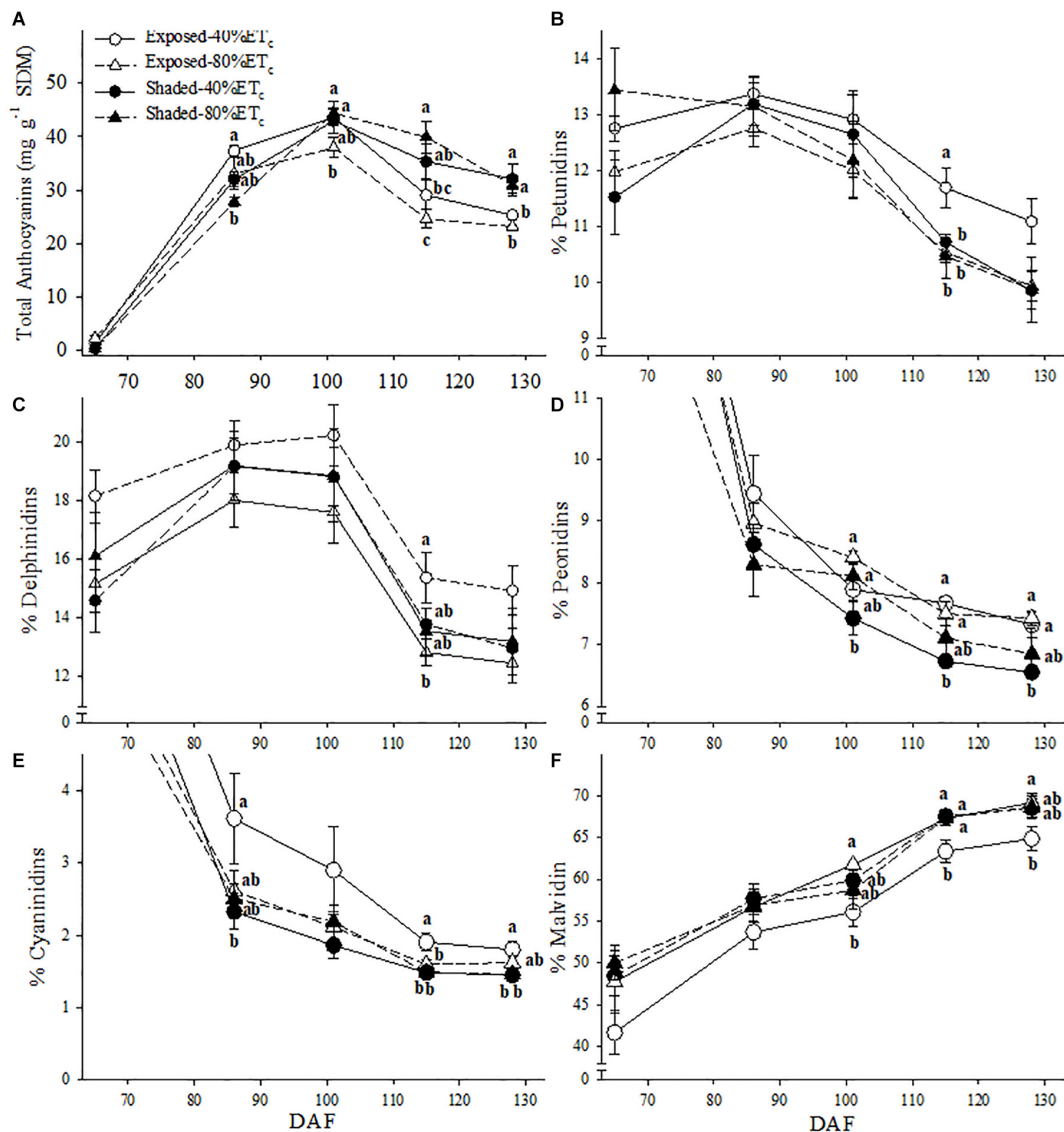 A
Exposed-40%ETc
Exposed-80%ETc
Shaded-40%ETc
Shaded-80%ETc
Total Anthocyanins (mg g-1 SDM)
50
40
30
20
10
0
a
ab
ab
b
a
a
ab
b
a
ab
bc
c
a
a
b
b
70 80 90 100 110 120 130
B
% Petunidins
14
13
12
11
10
9
0
a
b
b
b
70 80 90 100 110 120 130
C
% Delphinidins
20
18
16
14
12
0
a
ab
ab
b
70 80 90 100 110 120 130
D
% Peonidins
11
10
9
8
7
6
0
a
a
ab
b
a
a
ab
b
a
a
ab
b
70 80 90 100 110 120 130
E
% Cyaninidins
4
3
2
1
0
a
ab
ab
b
a
b
b b
a
ab
b b
70 80 90 100 110 120 130
DAF
F
% Malvidin
70
65
60
55
50
45
40
0
a
ab
ab
b
a
a
a
b
a
ab
ab
b
70 80 90 100 110 120 130
DAF